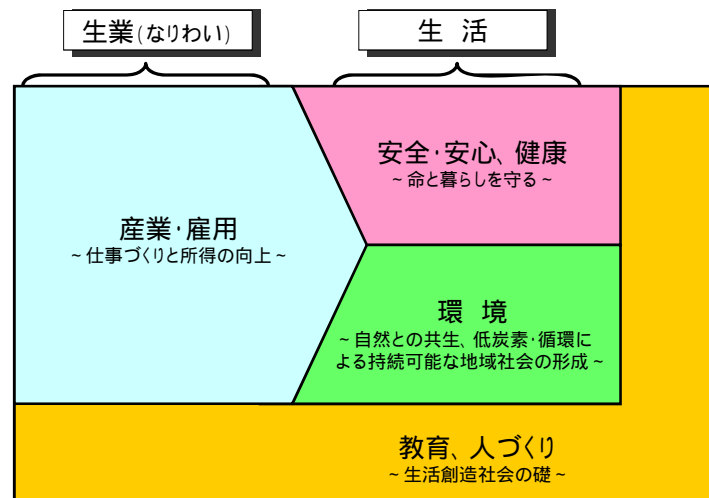 生業(なりわい)
生 活
安全・安心、健康
~命と暮らしを守る~
産業・雇用
~仕事づくりと所得の向上~
環 境
~自然との共生、低炭素・循環に
よる持続可能な地域社会の形成~
教育、人づくり
~生活創造社会の礎~